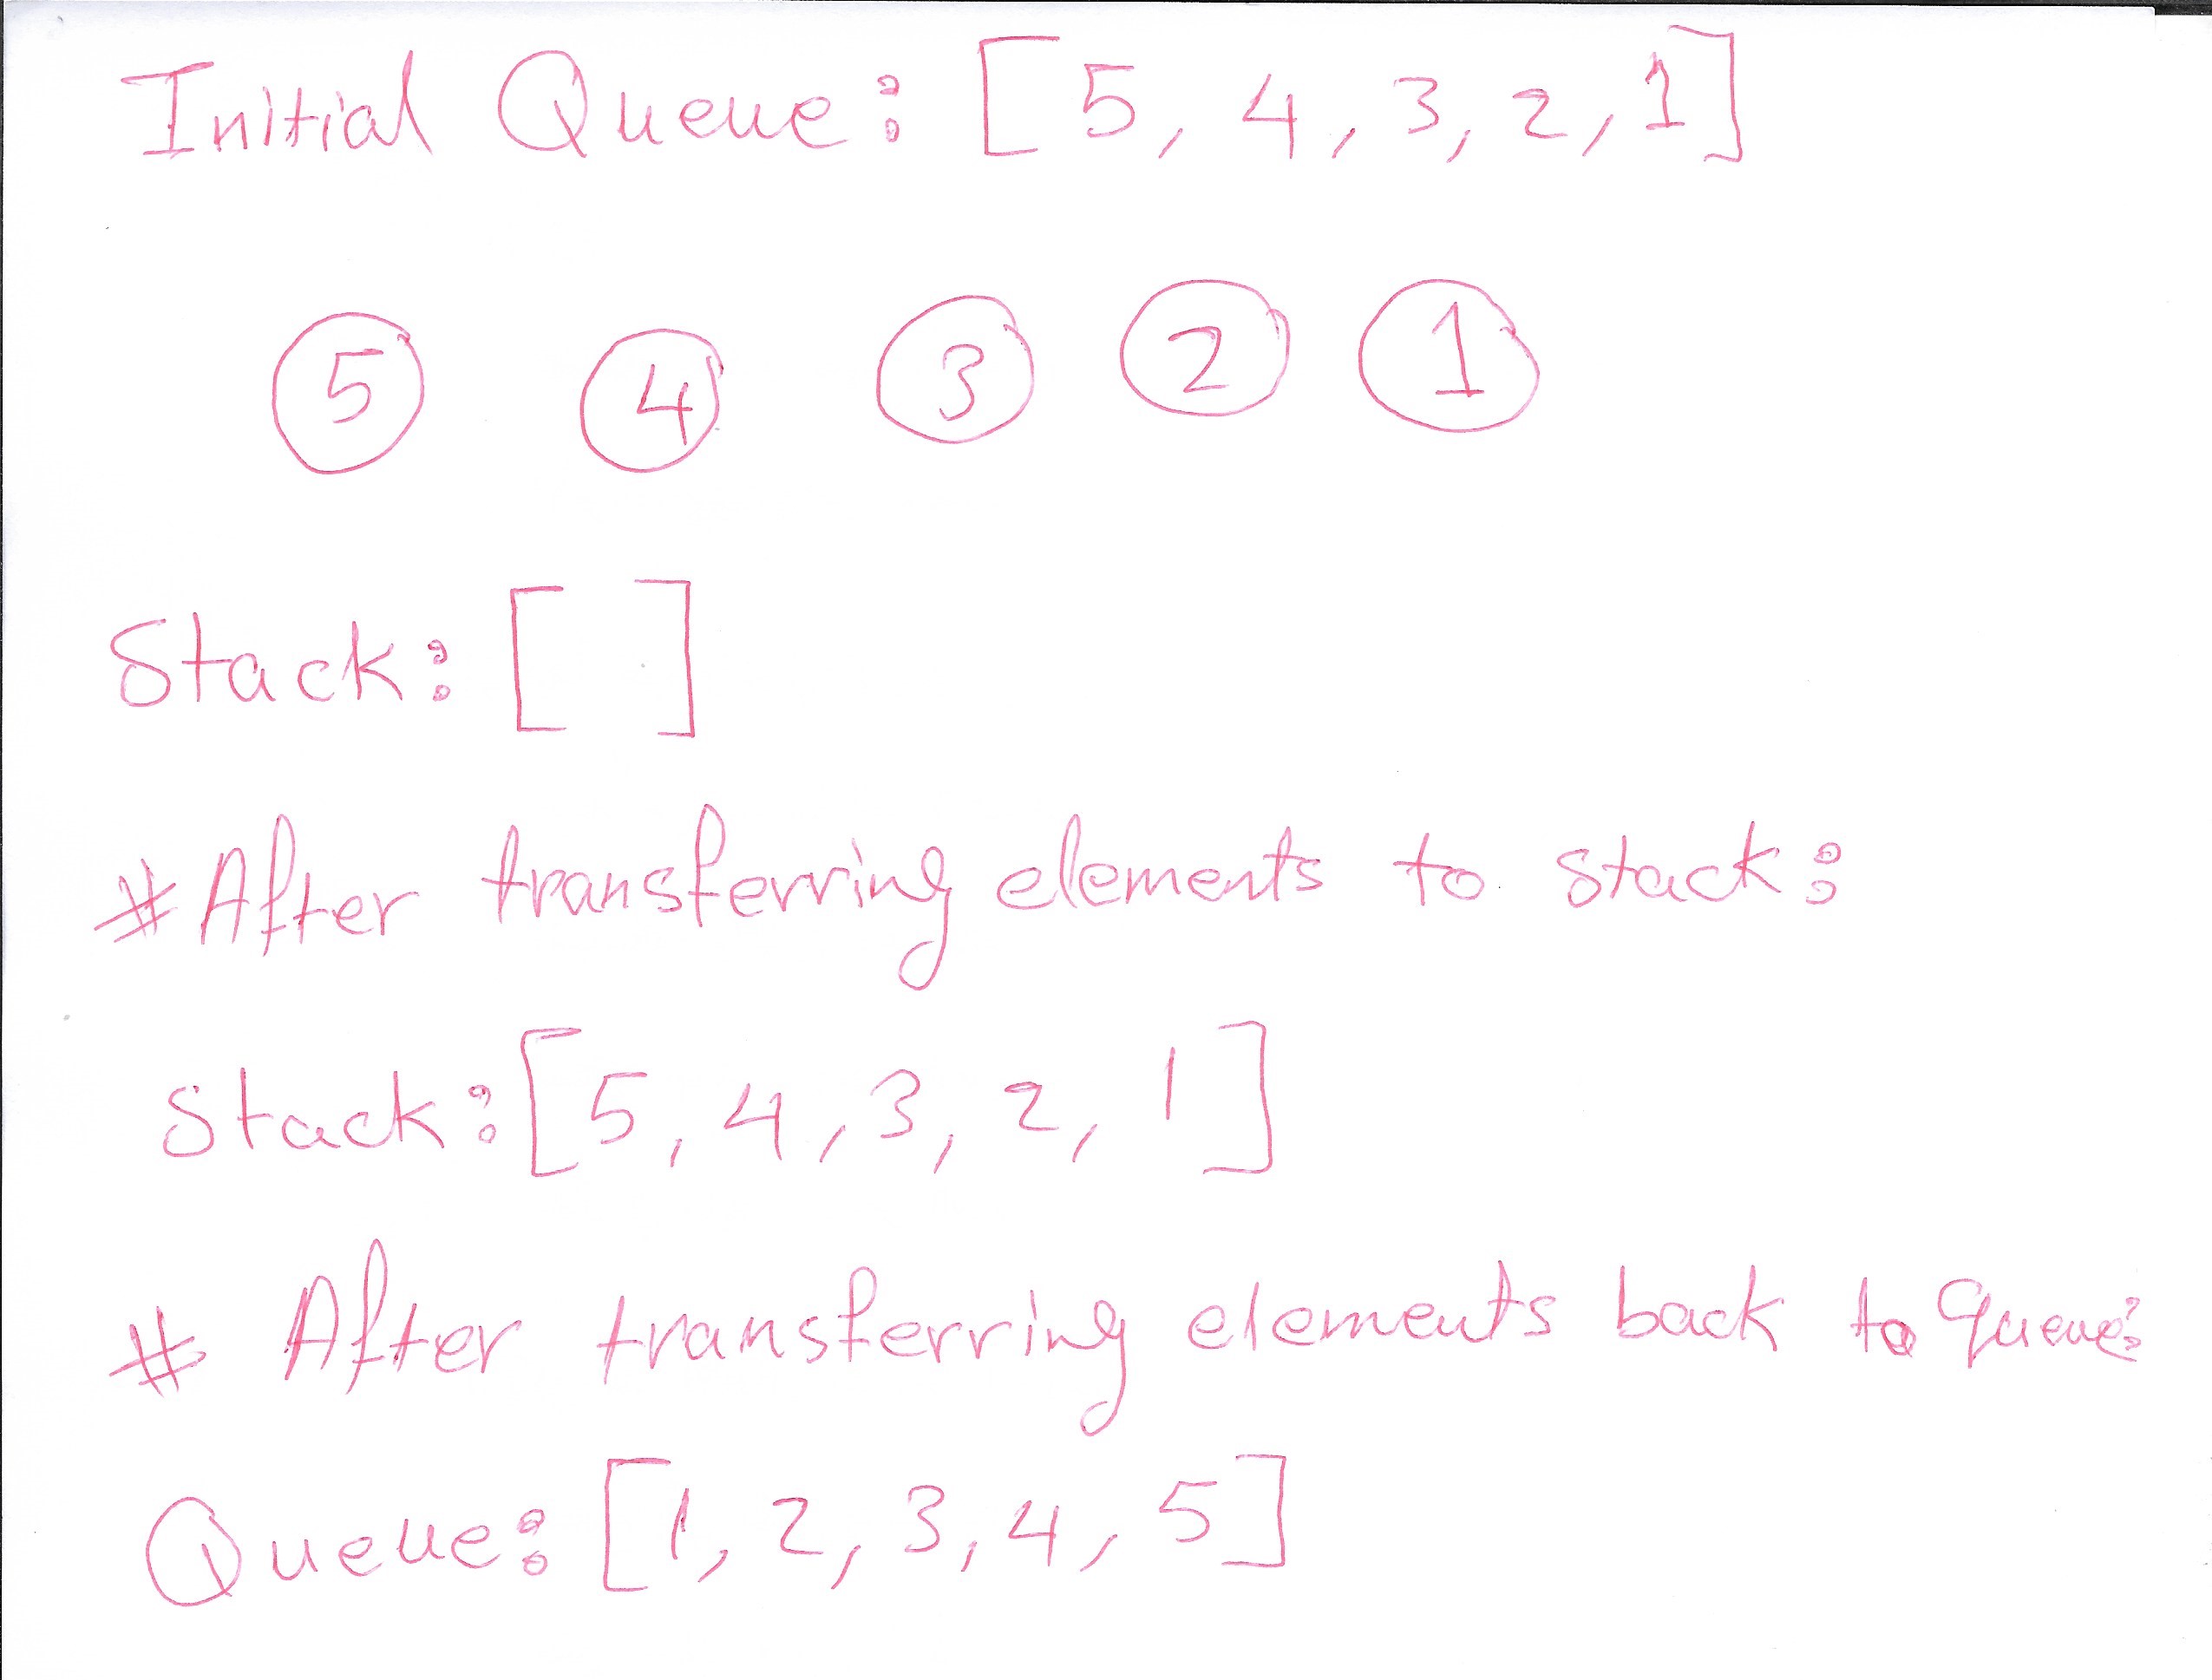 Initial Queue: [5, 4, 3, 2, 1]
5 4 3 2 1
Stack: [ ]
# After transferring elements to stack:
Stack: [5, 4, 3, 2, 1]
# After transferring elements back to queue:
Queue: [1, 2, 3, 4, 5]